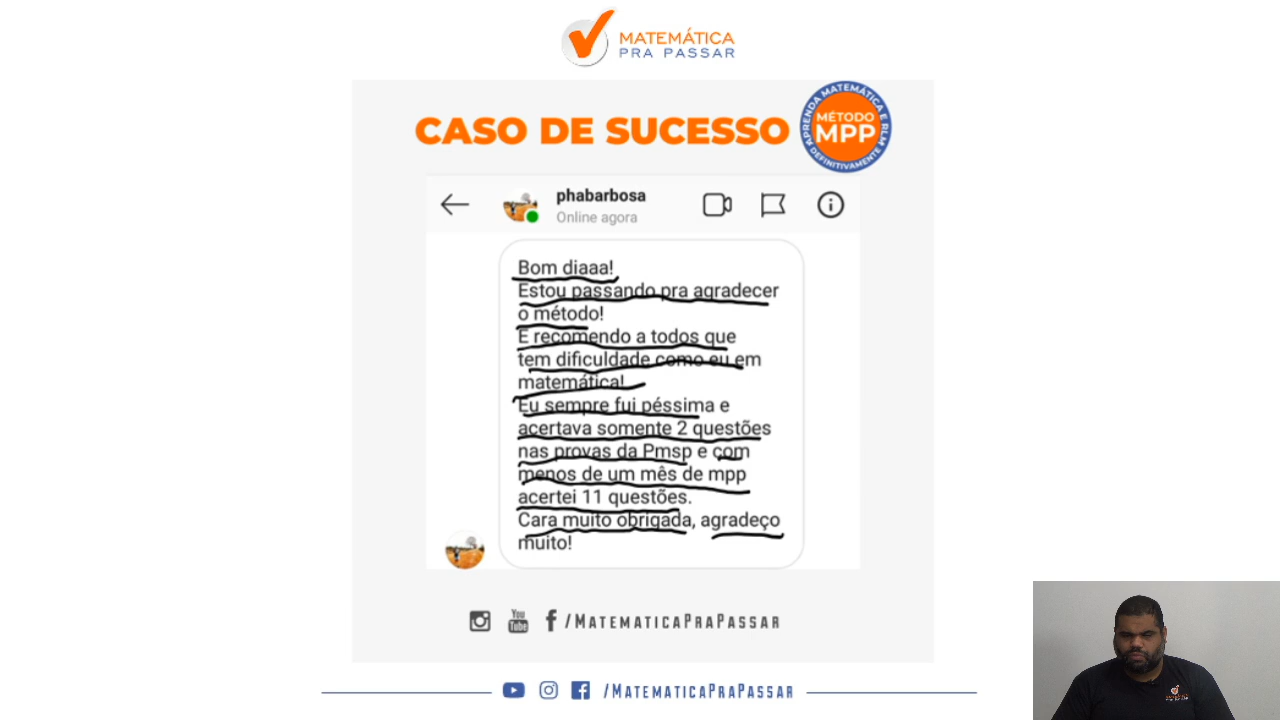 MATEMÁTICA
PRA PASSAR
CASO DE SUCESSO
APRENDA MATEMÁTICA E RLM
MÉTODO
MPP
DEFINITIVAMENTE
phabarbosa
Online agora
Bom diaaa!
Estou passando pra agradecer
o método!
E recomendo a todos que
tem dificuldade como eu em
matemática!
Eu sempre fui péssima e
acertava somente 2 questões
nas provas da Pmsp e com
menos de um mês de mpp
acertei 11 questões.
Cara muito obrigada, agradeço
muito!
You
Tube
f /MATEMATICAPRAPASSAR
/MATEMATICAPRAPASSAR